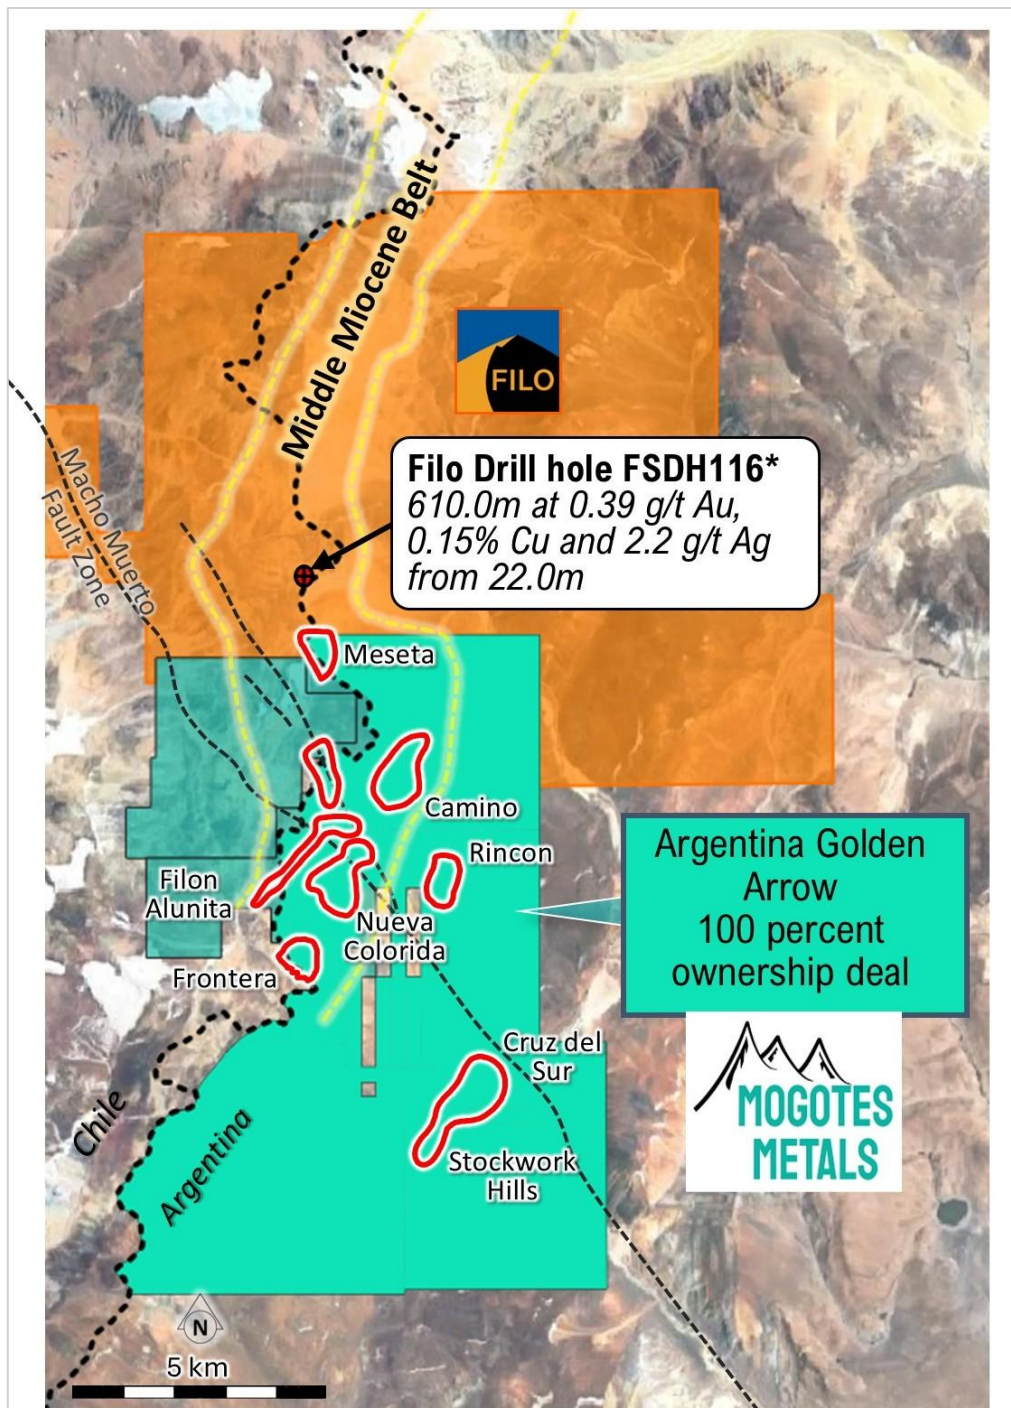 Middle Miocene Belt
FILO
Filo Drill hole FSDH116*
610.0m at 0.39 g/t Au,
0.15% Cu and 2.2 g/t Ag
from 22.0m
Macho Muerto
Fault Zone
Meseta
Camino
Rincon
Argentina Golden
Arrow
100 percent
ownership deal
Filon
Alunita
Nueva
Colorida
Frontera
Cruz del
Sur
MOGOTES
METALS
Chile
Argentina
Stockwork
Hills
N
5 km